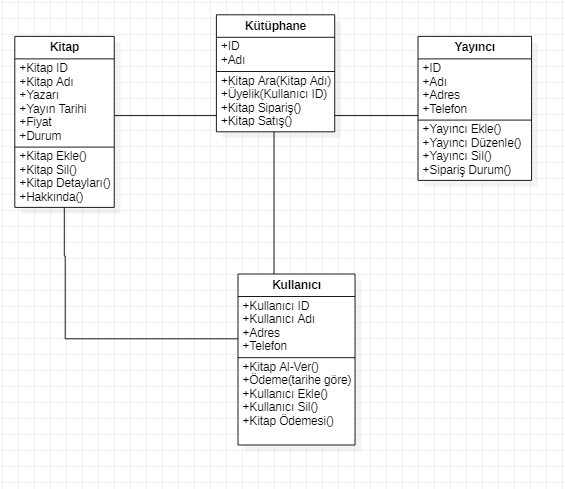 Kitap
+Kitap ID
+Kitap Adı
+Yazarı
+Yayın Tarihi
+Fiyat
+Durum
+Kitap Ekle()
+Kitap Sil()
+Kitap Detayları()
+Hakkında()
Kütüphane
+ID
+Adı
+Kitap Ara(Kitap Adı)
+Üyelik(Kullanıcı ID)
+Kitap Sipariş()
+Kitap Satış()
Yayıncı
+ID
+Adı
+Adres
+Telefon
+Yayıncı Ekle()
+Yayıncı Düzenle()
+Yayıncı Sil()
+Sipariş Durum()
Kullanıcı
+Kullanıcı ID
+Kullanıcı Adı
+Adres
+Telefon
+Kitap Al-Ver()
+Ödeme(tarihe göre)
+Kullanıcı Ekle()
+Kullanıcı Sil()
+Kitap Ödemesi()